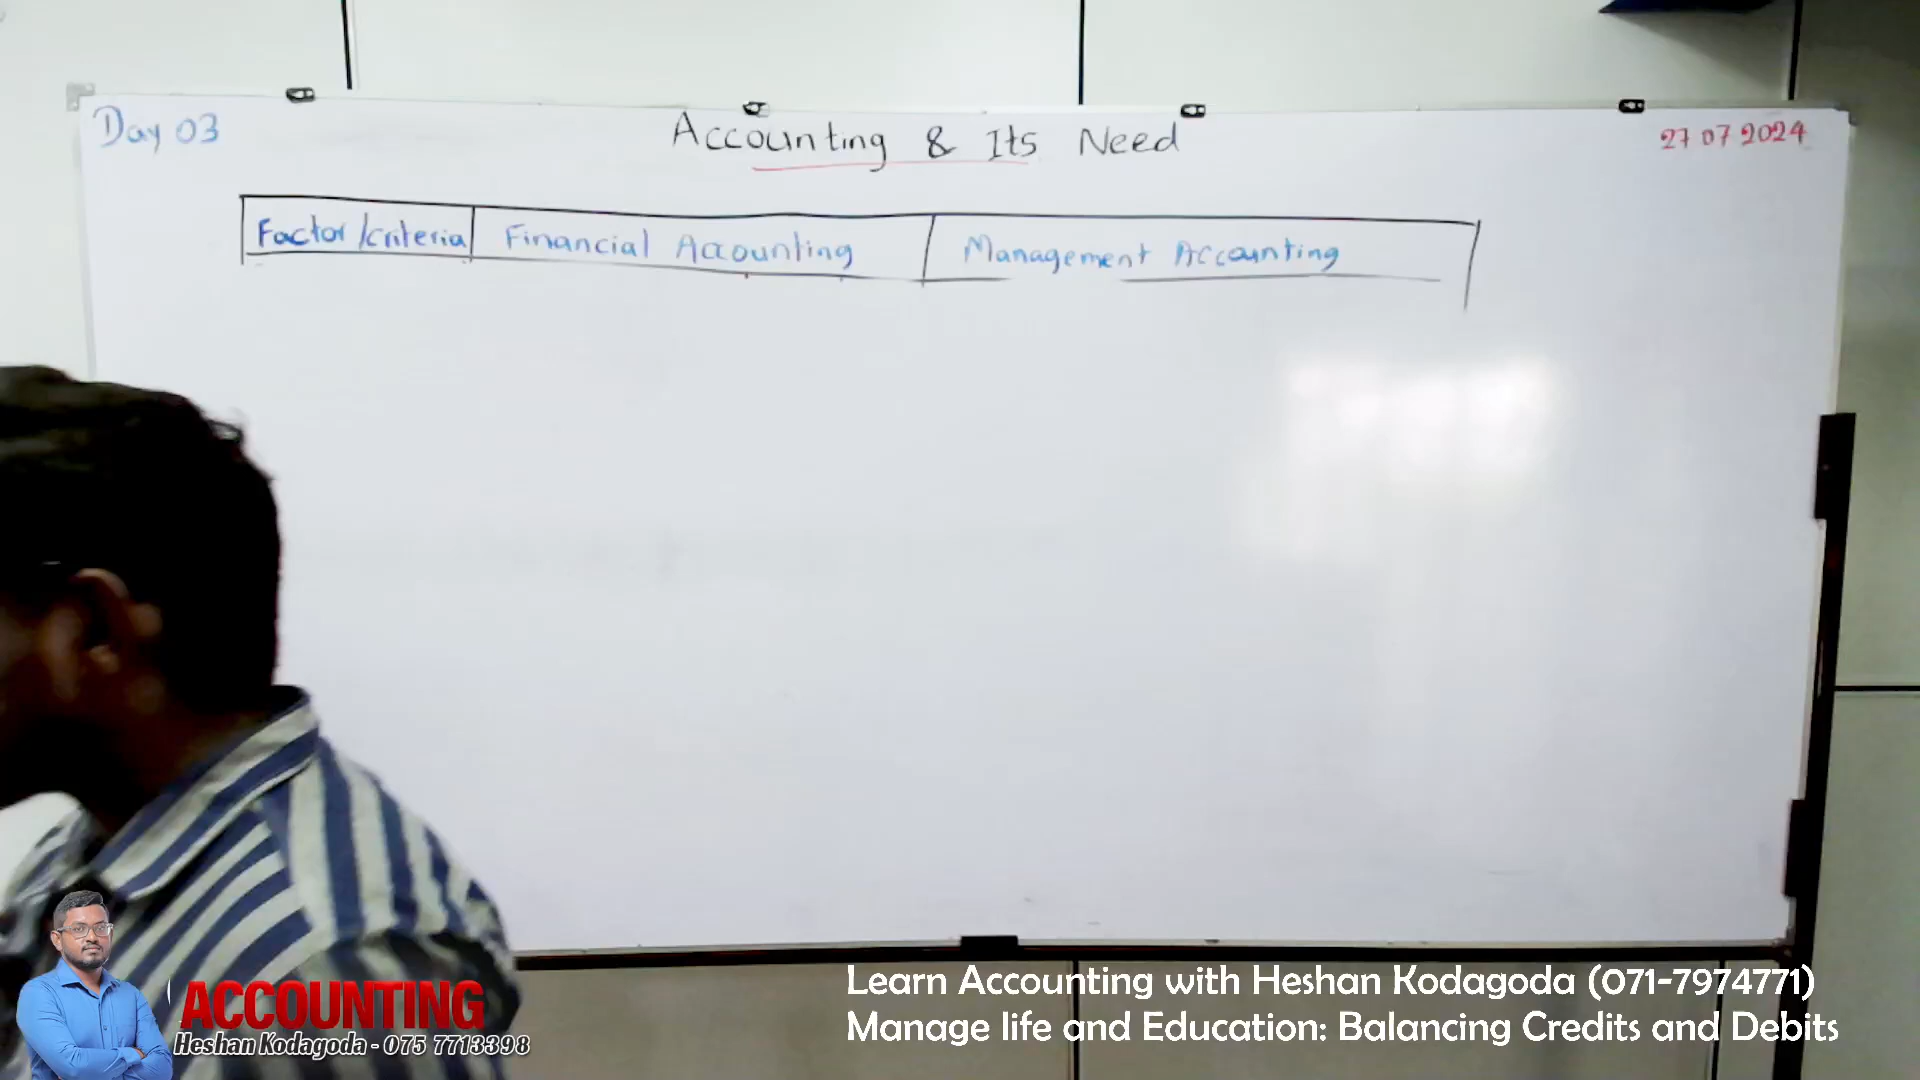 Day 03
Accounting & Its Need
27 07 2024
Factor/criteria Financial Accounting Management Accounting
ACCOUNTING
Heshan Kodagoda - 075 7713398
Learn Accounting with Heshan Kodagoda (071-7974771)
Manage life and Education: Balancing Credits and Debits